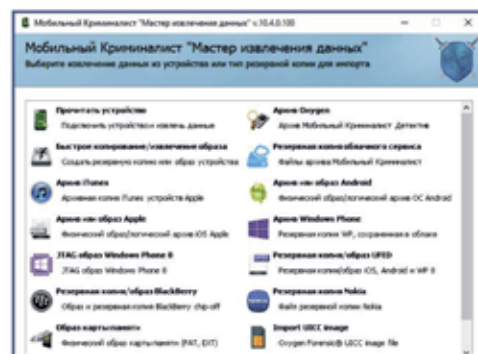 Мобильный Криминалист "Мастер извлечения данных" v.10.4.0.100
Мобильный Криминалист "Мастер извлечения данных"
Выберите извлечение данных из устройства или тип резервной копии для импорта
Прочитать устройство
Подключить устройство и извлечь данные
Архив Oxygen
Архив Мобильный Криминалист Детектив
Быстрое копирование/извлечение образа
Создать резервную копию или образ устройства
Резервная копия облачного сервиса
Файлы архива Мобильный Криминалист
Архив iTunes
Архивная копия iTunes устройств Apple
Архив или образ Android
Физический образ/логический архив ОС Android
Архив или образ Apple
Физический образ/логический архив iOS Apple
Архив Windows Phone
Резервная копия WP, сохраненная в облаке
JTAG образ Windows Phone 8
JTAG образ Windows Phone 8
Резервная копия/образ UFED
Резервная копия/образ iOS, Android и WP 8
Резервная копия/образ BlackBerry
Образ и резервная копия BlackBerry chip-off
Резервная копия Nokia
Файл резервной копии Nokia
Образ карты памяти
Физический образ карты памяти (FAT, EXT)
Import UICC image
Oxygen Forensic® UICC image file